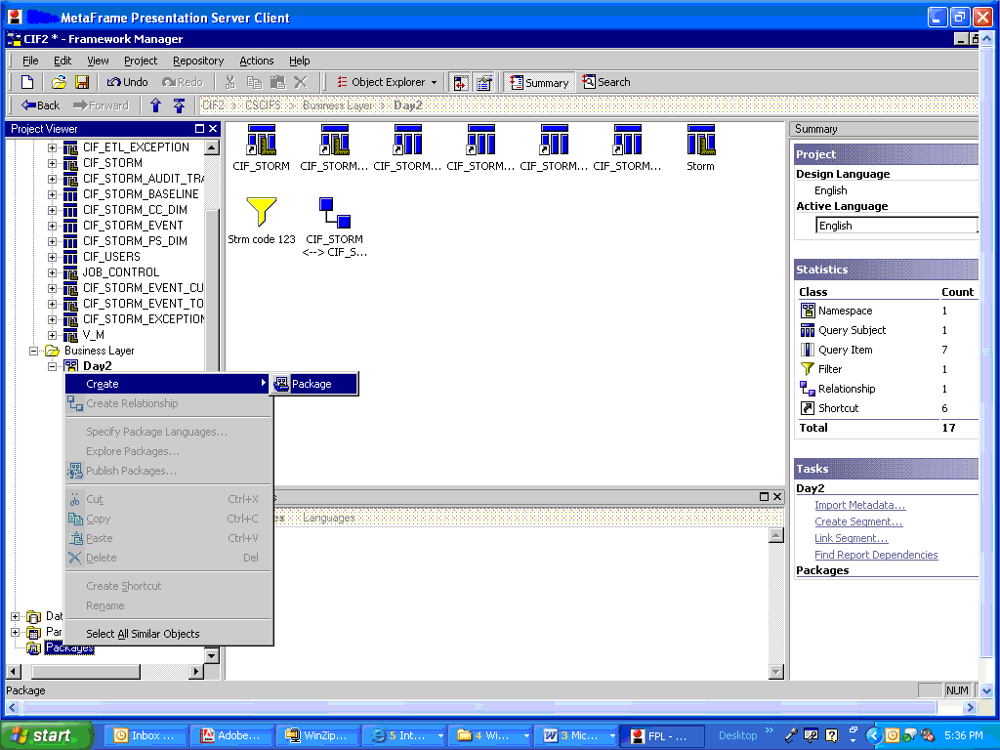 MetaFrame Presentation Server Client
CIF2 * - Framework Manager
File Edit View Project Repository Actions Help
Undo Redo Object Explorer Summary Search
Back Forward CIF2 > CSCIFS > Business Layer > Day2
Project Viewer
CIF_ETL_EXCEPTION
CIF_STORM
CIF_STORM_AUDIT_TRA
CIF_STORM_BASELINE
CIF_STORM_CC_DIM
CIF_STORM_EVENT
CIF_STORM_PS_DIM
CIF_USERS
JOB_CONTROL
CIF_STORM_EVENT_CU
CIF_STORM_EVENT_TO
CIF_STORM_EXCEPTION
V_M
Business Layer
Day2
Create
Package
Create Relationship
Specify Package Languages...
Explore Packages...
Publish Packages...
Cut Ctrl+X
Copy Ctrl+C
Paste Ctrl+V
Delete Del
Create Shortcut
Rename
Select All Similar Objects
Dat
Par
Packages
CIF_STORM CIF_STORM... CIF_STORM... CIF_STORM... CIF_STORM... CIF_STORM... Storm
Strm code 123 CIF_STORM
<--> CIF_S...
Languages
Summary
Project
Design Language
English
Active Language
English
Statistics
Class Count
Namespace 1
Query Subject 1
Query Item 7
Filter 1
Relationship 1
Shortcut 6
Total 17
Tasks
Day2
Import Metadata...
Create Segment...
Link Segment...
Find Report Dependencies
Packages
Package NUM
start Inbox ... Adobe... WinZip... 5 Int... 4 Wi... 3 Mic... FPL - ... Desktop 5:36 PM